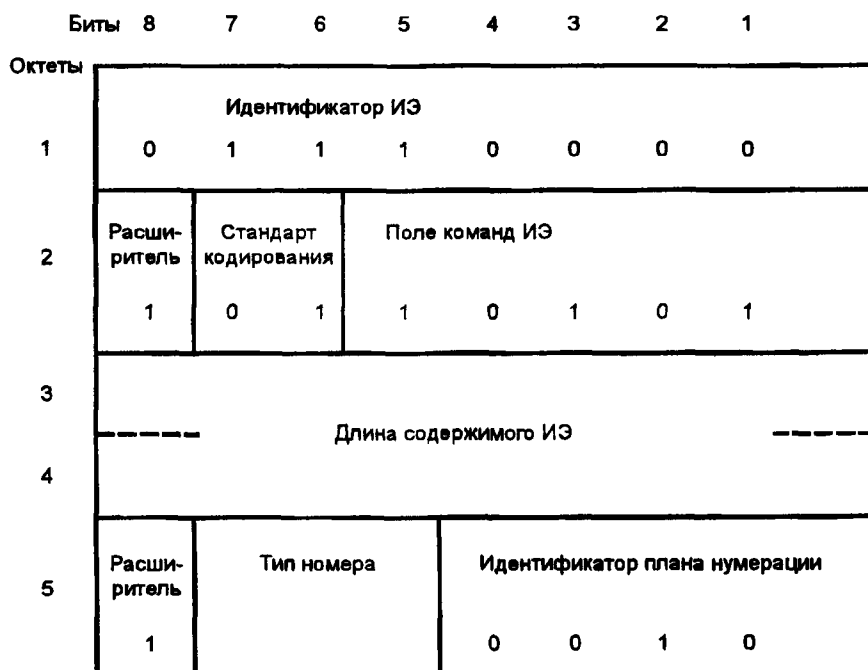 Биты 8 7 6 5 4 3 2 1
Октеты
Идентификатор ИЭ
1 0 1 1 1 0 0 0 0
Расши- Стандарт Поле команд ИЭ
2 ритель кодирования
1 0 1 1 0 1 0 1
3
Длина содержимого ИЭ
4
Расши- Тип номера Идентификатор плана нумерации
5 ритель
1 0 0 1 0